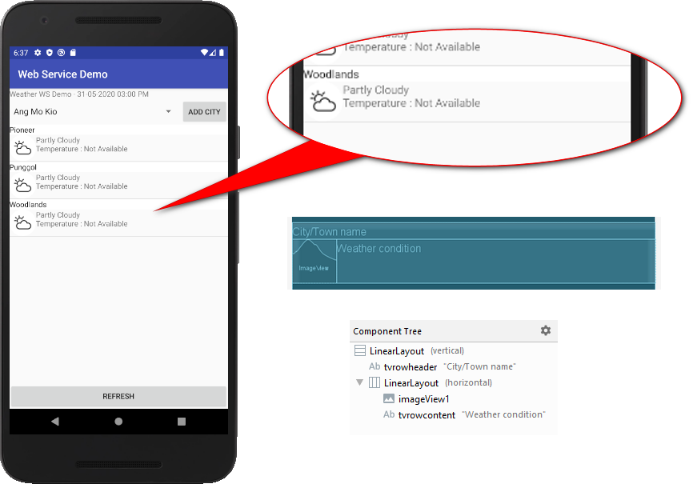 6:37
Web Service Demo
Weather WS Demo - 31 05 2020 03:00 PM
Ang Mo Kio
ADD CITY
Pioneer
Partly Cloudy
Temperature : Not Available
Punggol
Partly Cloudy
Temperature : Not Available
Woodlands
Partly Cloudy
Temperature : Not Available
REFRESH
Partly Cloudy
Temperature : Not Available
Woodlands
Partly Cloudy
Temperature : Not Available
City/Town name
Weather condition
ImageView
Component Tree
LinearLayout (vertical)
Ab tvrowheader "City/Town name"
LinearLayout (horizontal)
imageView1
Ab tvrowcontent "Weather condition"